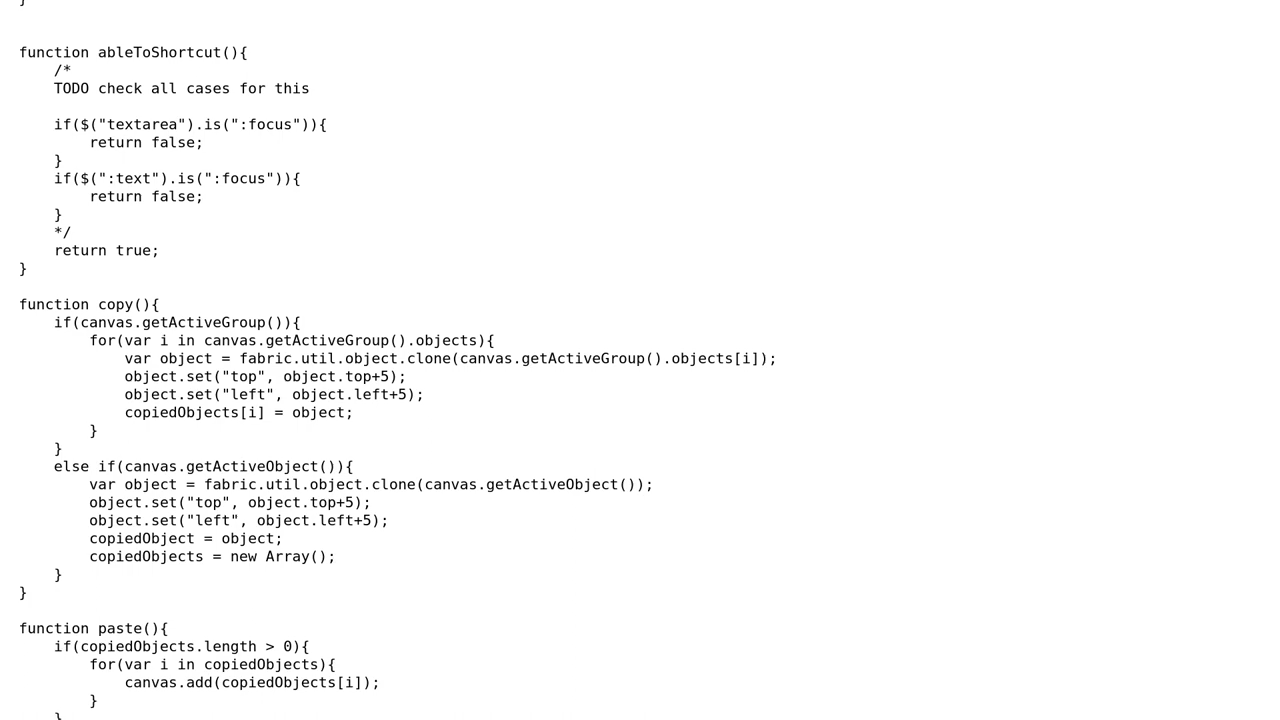 }
function ableToShortcut(){
    /*
    TODO check all cases for this

    if($("textarea").is(":focus")){
        return false;
    }
    if($(":text").is(":focus")){
        return false;
    }
    */
    return true;
}

function copy(){
    if(canvas.getActiveGroup()){
        for(var i in canvas.getActiveGroup().objects){
            var object = fabric.util.object.clone(canvas.getActiveGroup().objects[i]);
            object.set("top", object.top+5);
            object.set("left", object.left+5);
            copiedObjects[i] = object;
        }
    }
    else if(canvas.getActiveObject()){
        var object = fabric.util.object.clone(canvas.getActiveObject());
        object.set("top", object.top+5);
        object.set("left", object.left+5);
        copiedObject = object;
        copiedObjects = new Array();
    }
}

function paste(){
    if(copiedObjects.length > 0){
        for(var i in copiedObjects){
            canvas.add(copiedObjects[i]);
        }
    }